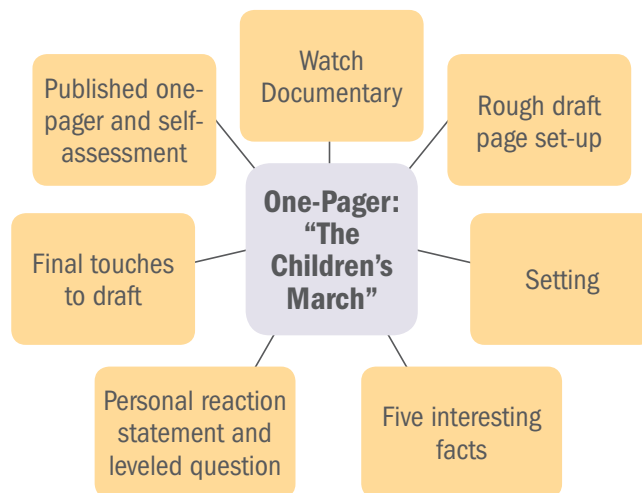 Watch
Documentary
Rough draft
page set-up
Setting
Five interesting
facts
Personal reaction
statement and
leveled question
Final touches
to draft
Published one-
pager and self-
assessment
One-Pager:
“The
Children’s
March”